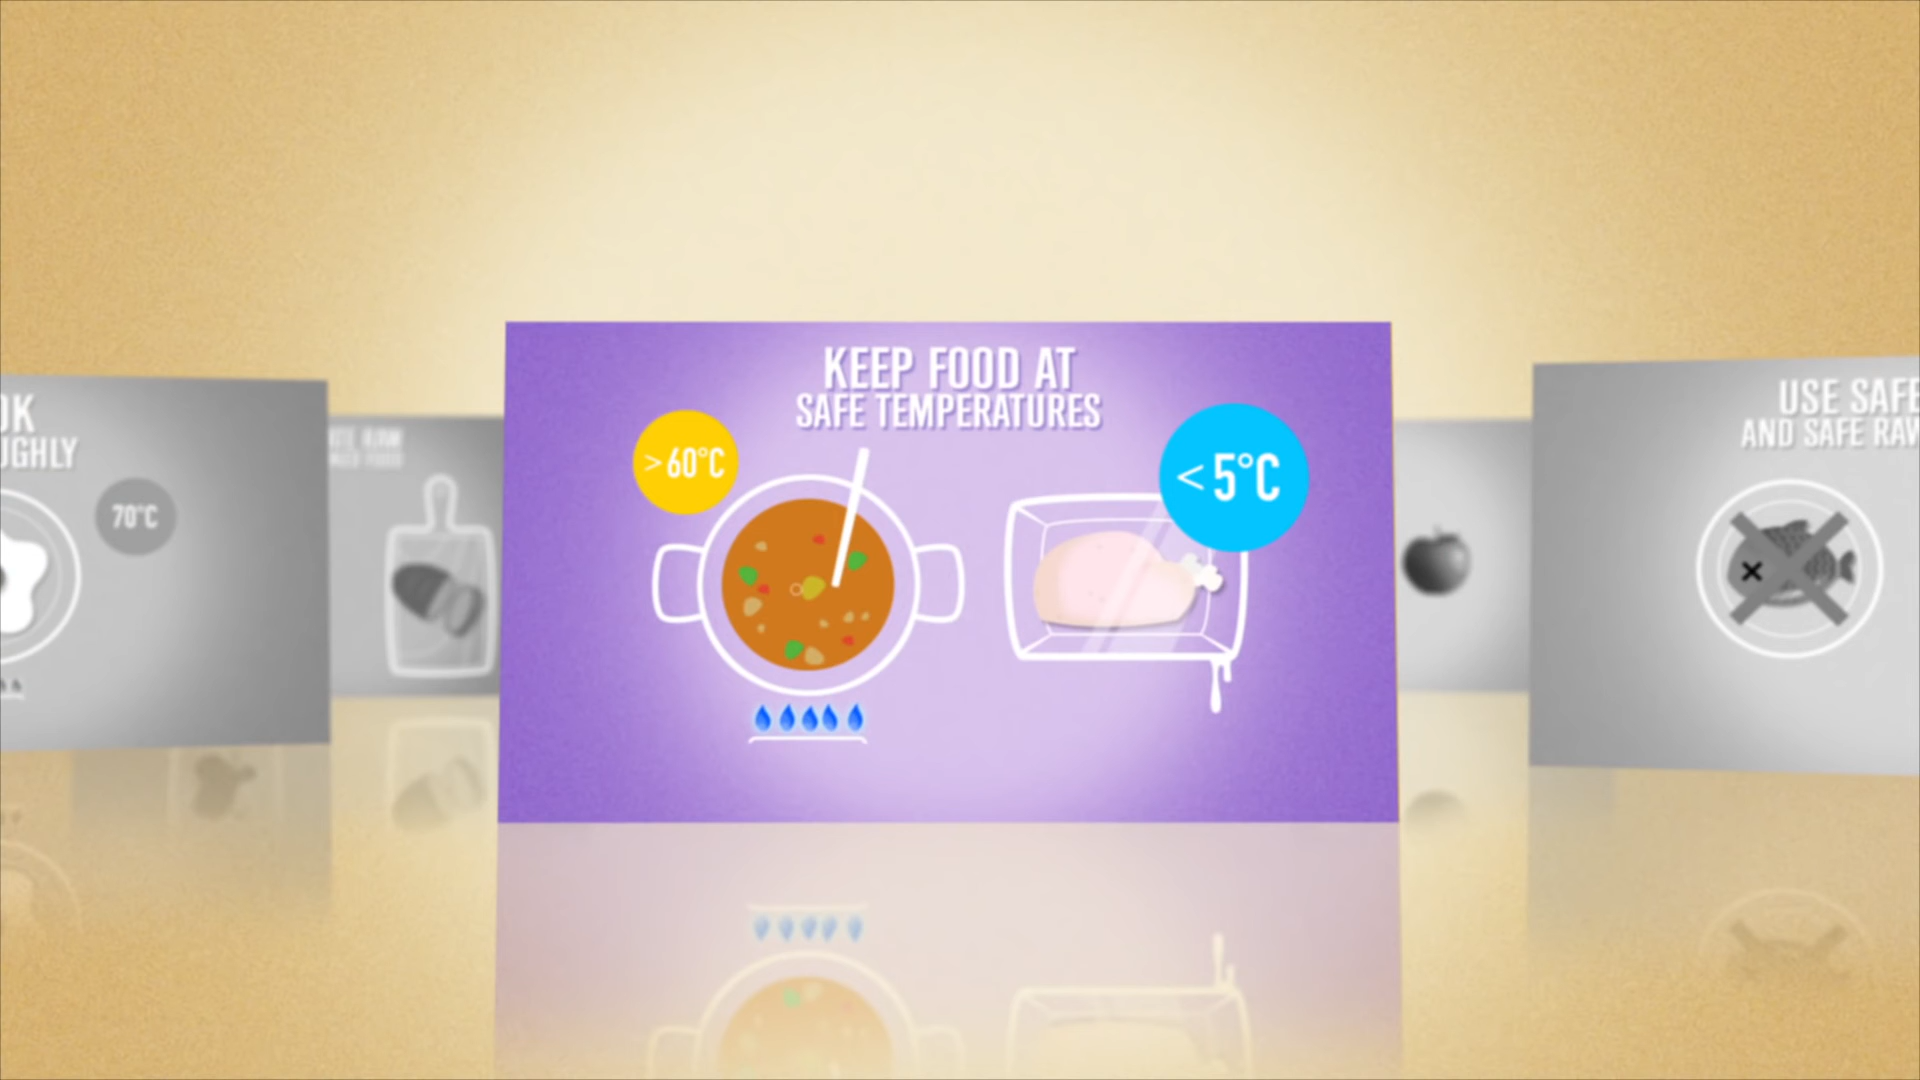 KEEP FOOD AT
SAFE TEMPERATURES
>60°C
<5°C
OK
UGHLY
70°C
USE SAFE
AND SAFE RAW